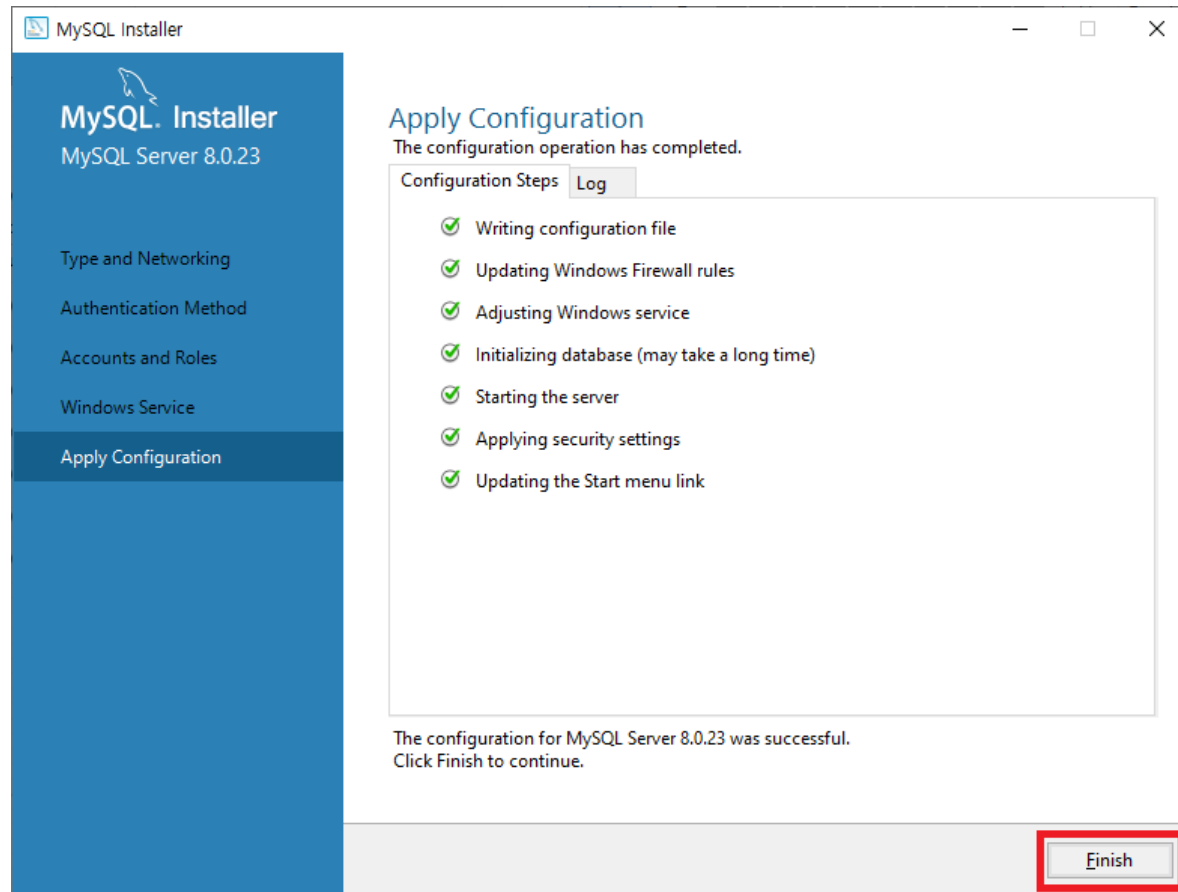 MySQL Installer
MySQL. Installer
MySQL Server 8.0.23
Type and Networking
Authentication Method
Accounts and Roles
Windows Service
Apply Configuration
Apply Configuration
The configuration operation has completed.
Configuration Steps
Log
Writing configuration file
Updating Windows Firewall rules
Adjusting Windows service
Initializing database (may take a long time)
Starting the server
Applying security settings
Updating the Start menu link
The configuration for MySQL Server 8.0.23 was successful.
Click Finish to continue.
Finish